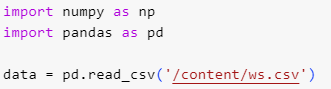 import numpy as np
import pandas as pd
data = pd.read_csv('/content/ws.csv')